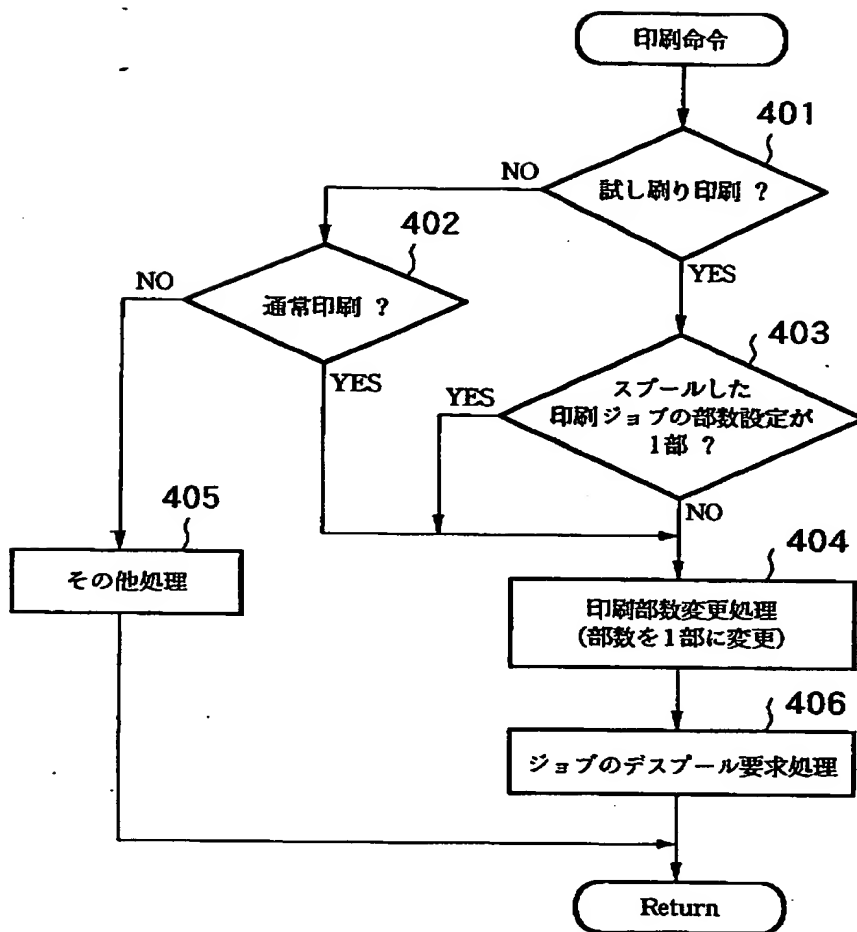 印刷命令
401
試し刷り印刷 ?
NO
YES
402
通常印刷 ?
NO
YES
403
スプールした
印刷ジョブの部数設定が
1部 ?
YES
NO
405
その他処理
404
印刷部数変更処理
(部数を1部に変更)
406
ジョブのデスプール要求処理
Return